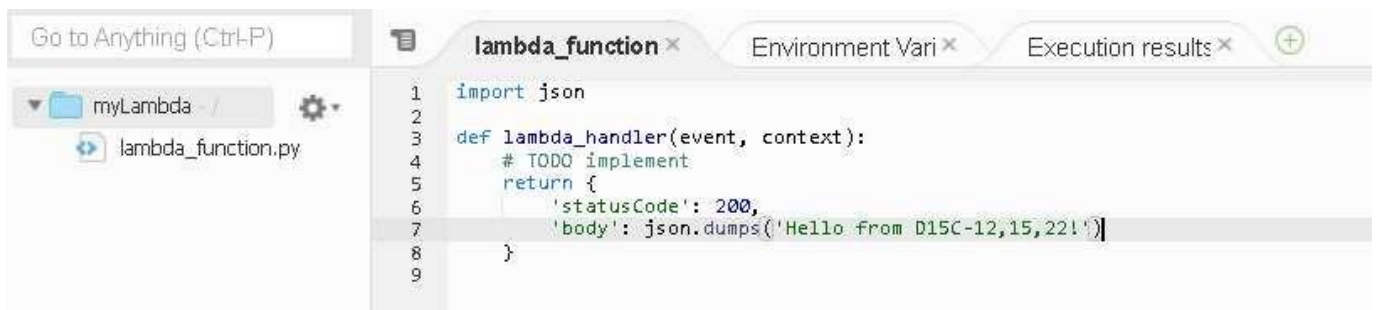 Go to Anything (Ctrl-P)
lambda_function × Environment Vari × Execution results ×
myLambda - /
lambda_function.py
1 import json
2
3 def lambda_handler(event, context):
4     # TODO implement
5     return {
6         'statusCode': 200,
7         'body': json.dumps('Hello from D15C-12,15,22!')
8     }
9